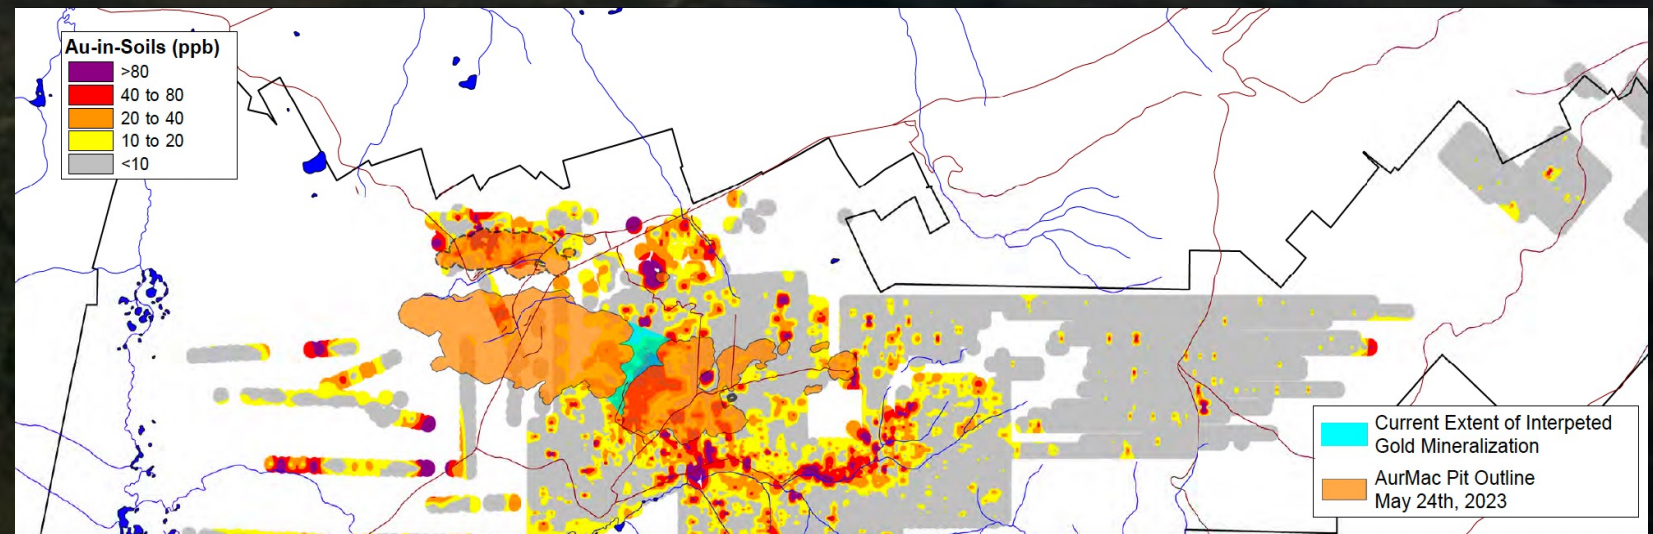 Au-in-Soils (ppb)
>80
40 to 80
20 to 40
10 to 20
<10
Current Extent of Interpeted
Gold Mineralization
AurMac Pit Outline
May 24th, 2023